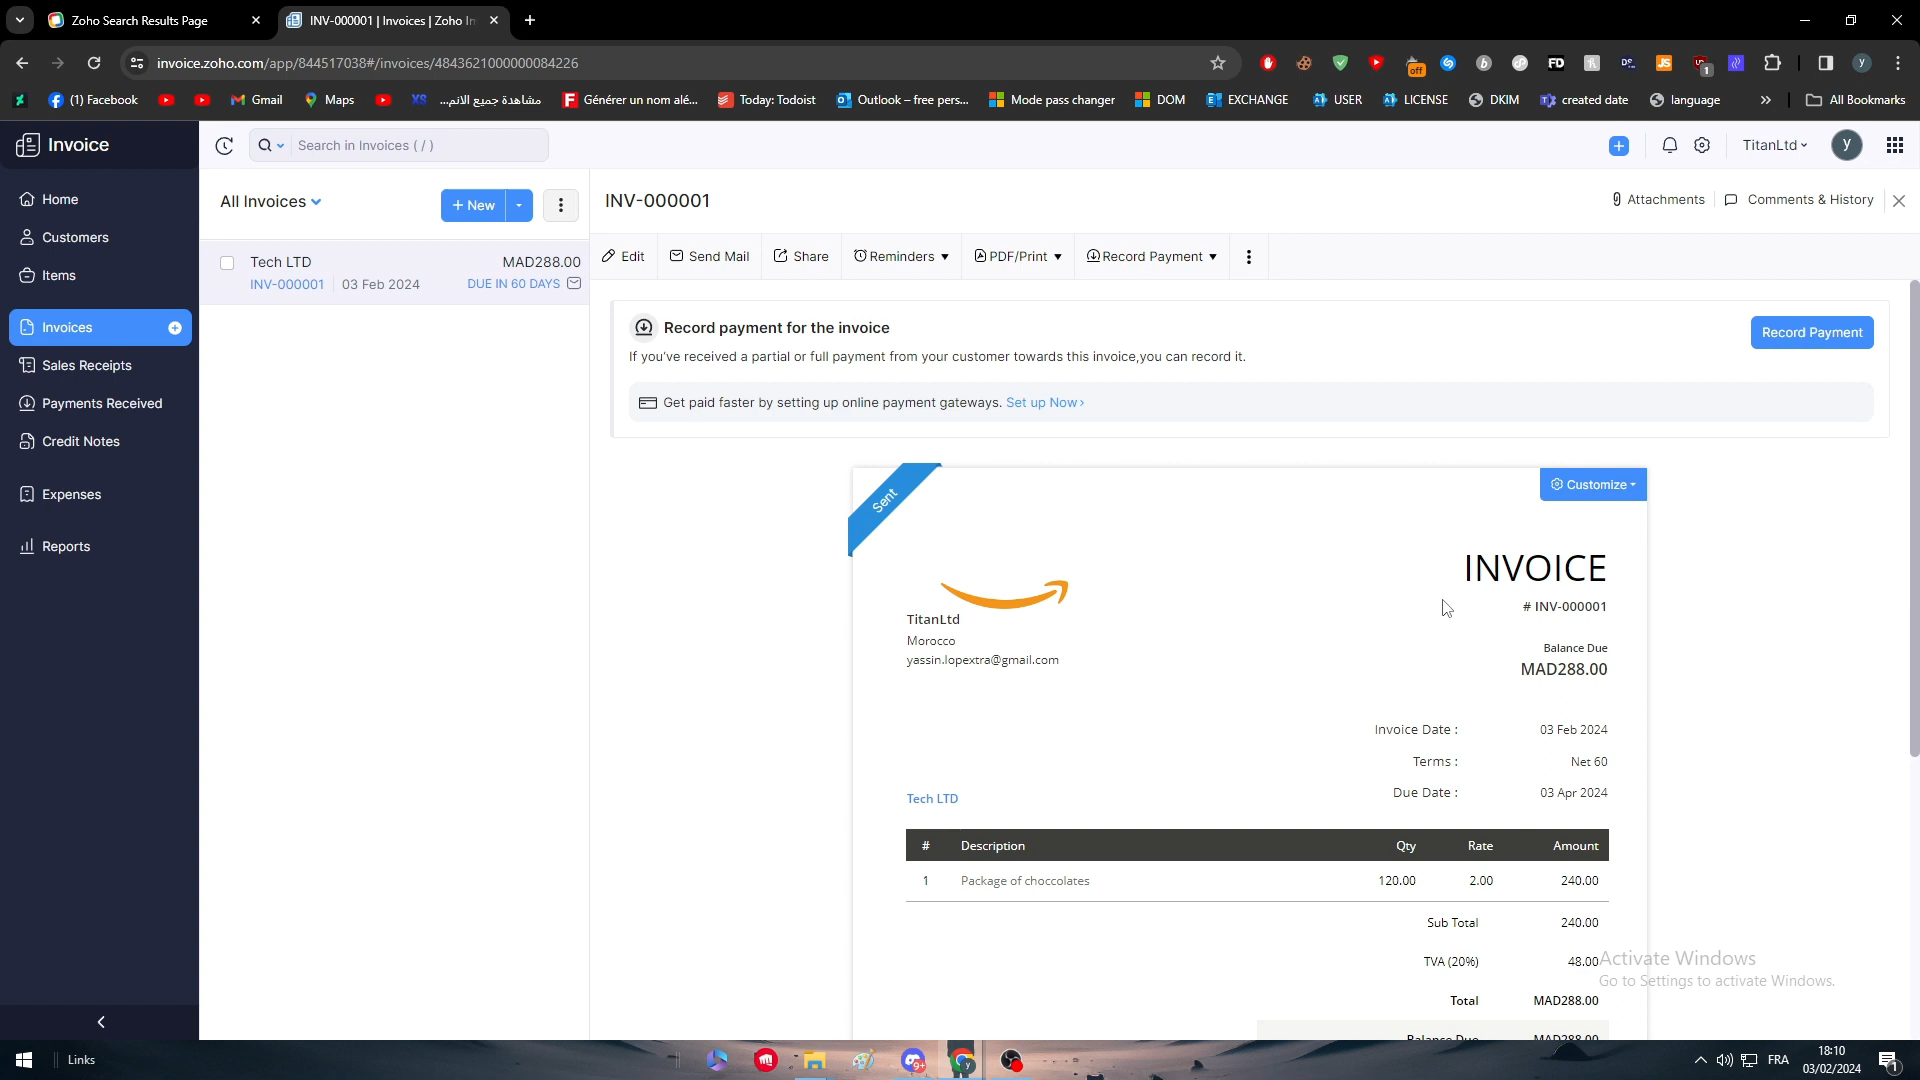 Zoho Search Results Page
INV-000001 | Invoices | Zoho In
invoice.zoho.com/app/844517038#/invoices/4843621000000084226
off
FD
JS
1
y
(1) Facebook
Gmail
Maps
مشاهدة جميع الانم...
Générer un nom alé...
Today: Todoist
Outlook – free pers...
Mode pass changer
DOM
EXCHANGE
USER
LICENSE
DKIM
created date
language
»
All Bookmarks
Invoice
Search in Invoices ( / )
TitanLtd
y
Home
Customers
Items
Invoices
Sales Receipts
Payments Received
Credit Notes
Expenses
Reports
All Invoices
+ New
Tech LTD
MAD288.00
INV-000001
03 Feb 2024
DUE IN 60 DAYS
INV-000001
Attachments
Comments & History
Edit
Send Mail
Share
Reminders
PDF/Print
Record Payment
Record payment for the invoice
If you've received a partial or full payment from your customer towards this invoice,you can record it.
Record Payment
Get paid faster by setting up online payment gateways. Set up Now>
Sent
Customize
INVOICE
# INV-000001
TitanLtd
Morocco
yassin.lopextra@gmail.com
Balance Due
MAD288.00
Invoice Date : 03 Feb 2024
Terms : Net 60
Due Date : 03 Apr 2024
Tech LTD
# Description Qty Rate Amount
1 Package of choccolates 120.00 2.00 240.00
Sub Total 240.00
TVA (20%) 48.00
Total MAD288.00
Balance Due MAD288.00
Activate Windows
Go to Settings to activate Windows.
Links
9+
FRA
18:10
03/02/2024
1